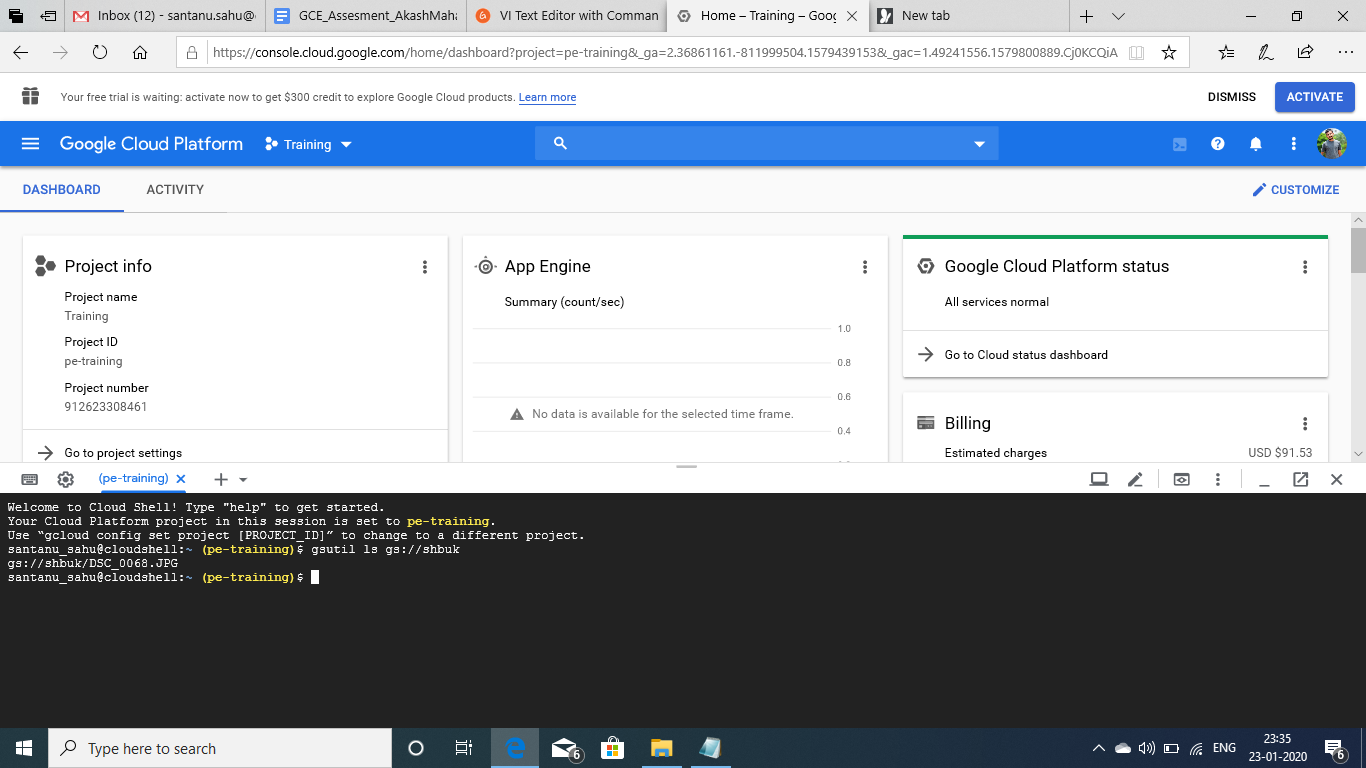 Inbox (12) - santanu.sahu@
GCE_Assesment_AkashMaha
VI Text Editor with Comman
Home – Training – Goog
New tab
https://console.cloud.google.com/home/dashboard?project=pe-training&_ga=2.36861161.-811999504.1579439153&_gac=1.49241556.1579800889.Cj0KCQiA
Your free trial is waiting: activate now to get $300 credit to explore Google Cloud products. Learn more
DISMISS
ACTIVATE
Google Cloud Platform
Training
DASHBOARD
ACTIVITY
CUSTOMIZE
Project info
Project name
Training
Project ID
pe-training
Project number
912623308461
Go to project settings
App Engine
Summary (count/sec)
1.0
0.8
0.6
No data is available for the selected time frame.
0.4
Google Cloud Platform status
All services normal
Go to Cloud status dashboard
Billing
Estimated charges
USD $91.53
(pe-training)
Welcome to Cloud Shell! Type "help" to get started.
Your Cloud Platform project in this session is set to pe-training.
Use “gcloud config set project [PROJECT_ID]” to change to a different project.
santanu_sahu@cloudshell:~ (pe-training)$ gsutil ls gs://shbuk
gs://shbuk/DSC_0068.JPG
santanu_sahu@cloudshell:~ (pe-training)$
Type here to search
6
ENG
23:35
23-01-2020
6